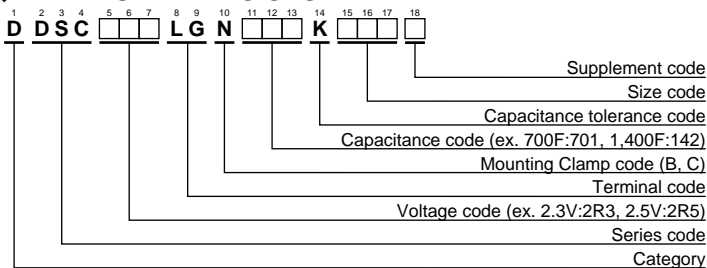 1 2 3 4 5 6 7 8 9 10 11 12 13 14 15 16 17 18
D DSC LG N K
Supplement code
Size code
Capacitance tolerance code
Capacitance code (ex. 700F:701, 1,400F:142)
Mounting Clamp code (B, C)
Terminal code
Voltage code (ex. 2.3V:2R3, 2.5V:2R5)
Series code
Category